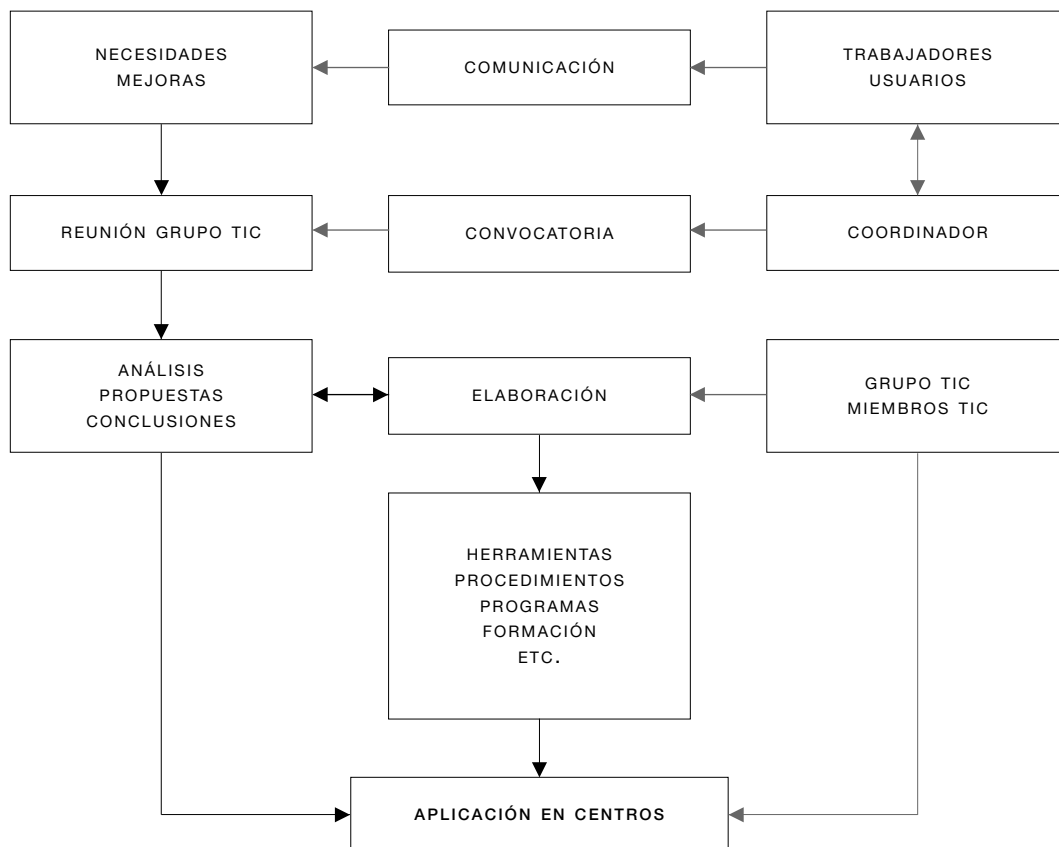 NECESIDADES
MEJORAS
COMUNICACIÓN
TRABAJADORES
USUARIOS
REUNIÓN GRUPO TIC
CONVOCATORIA
COORDINADOR
ANÁLISIS
PROPUESTAS
CONCLUSIONES
ELABORACIÓN
GRUPO TIC
MIEMBROS TIC
HERRAMIENTAS
PROCEDIMIENTOS
PROGRAMAS
FORMACIÓN
ETC.
APLICACIÓN EN CENTROS